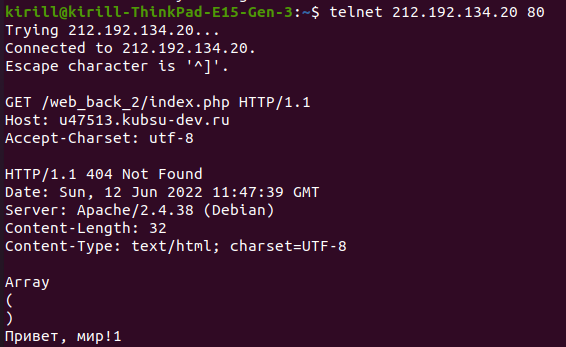 kirill@kirill-ThinkPad-E15-Gen-3:~$ telnet 212.192.134.20 80
Trying 212.192.134.20...
Connected to 212.192.134.20.
Escape character is '^]'.
GET /web_back_2/index.php HTTP/1.1
Host: u47513.kubsu-dev.ru
Accept-Charset: utf-8
HTTP/1.1 404 Not Found
Date: Sun, 12 Jun 2022 11:47:39 GMT
Server: Apache/2.4.38 (Debian)
Content-Length: 32
Content-Type: text/html; charset=UTF-8
Array
(
)
Привет, мир!1